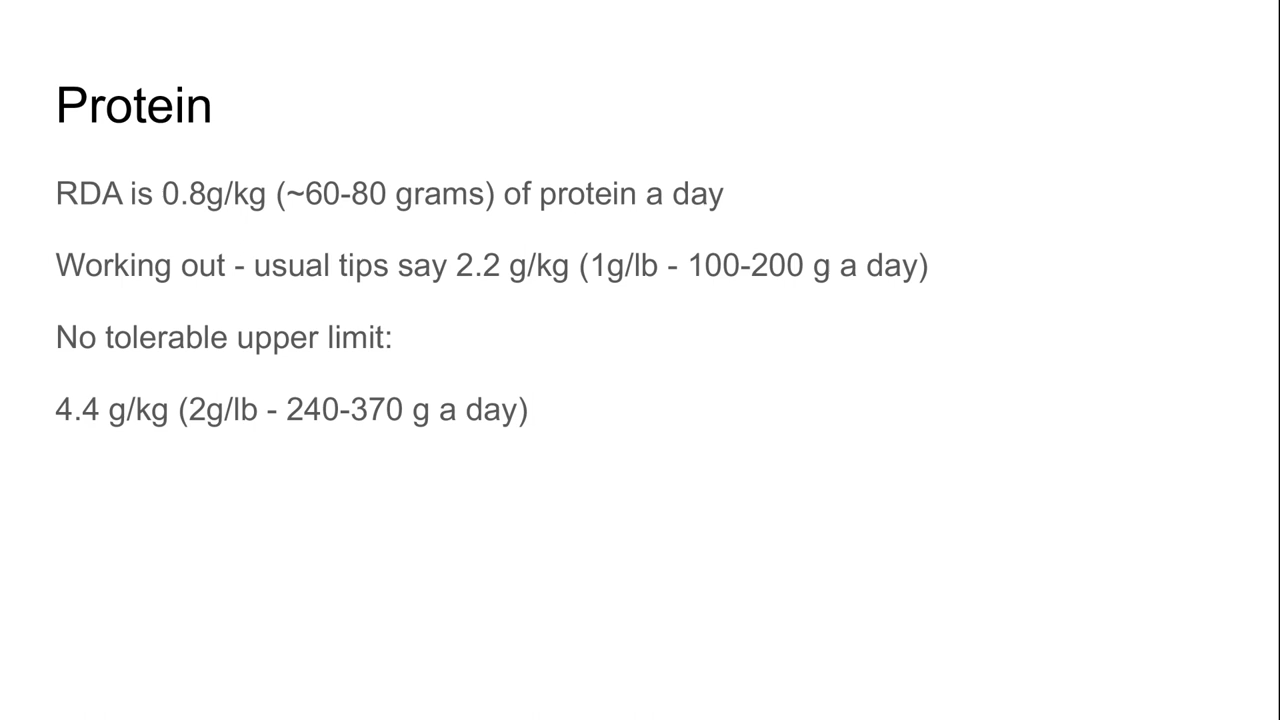 Protein
RDA is 0.8g/kg (~60-80 grams) of protein a day
Working out - usual tips say 2.2 g/kg (1g/lb - 100-200 g a day)
No tolerable upper limit:
4.4 g/kg (2g/lb - 240-370 g a day)